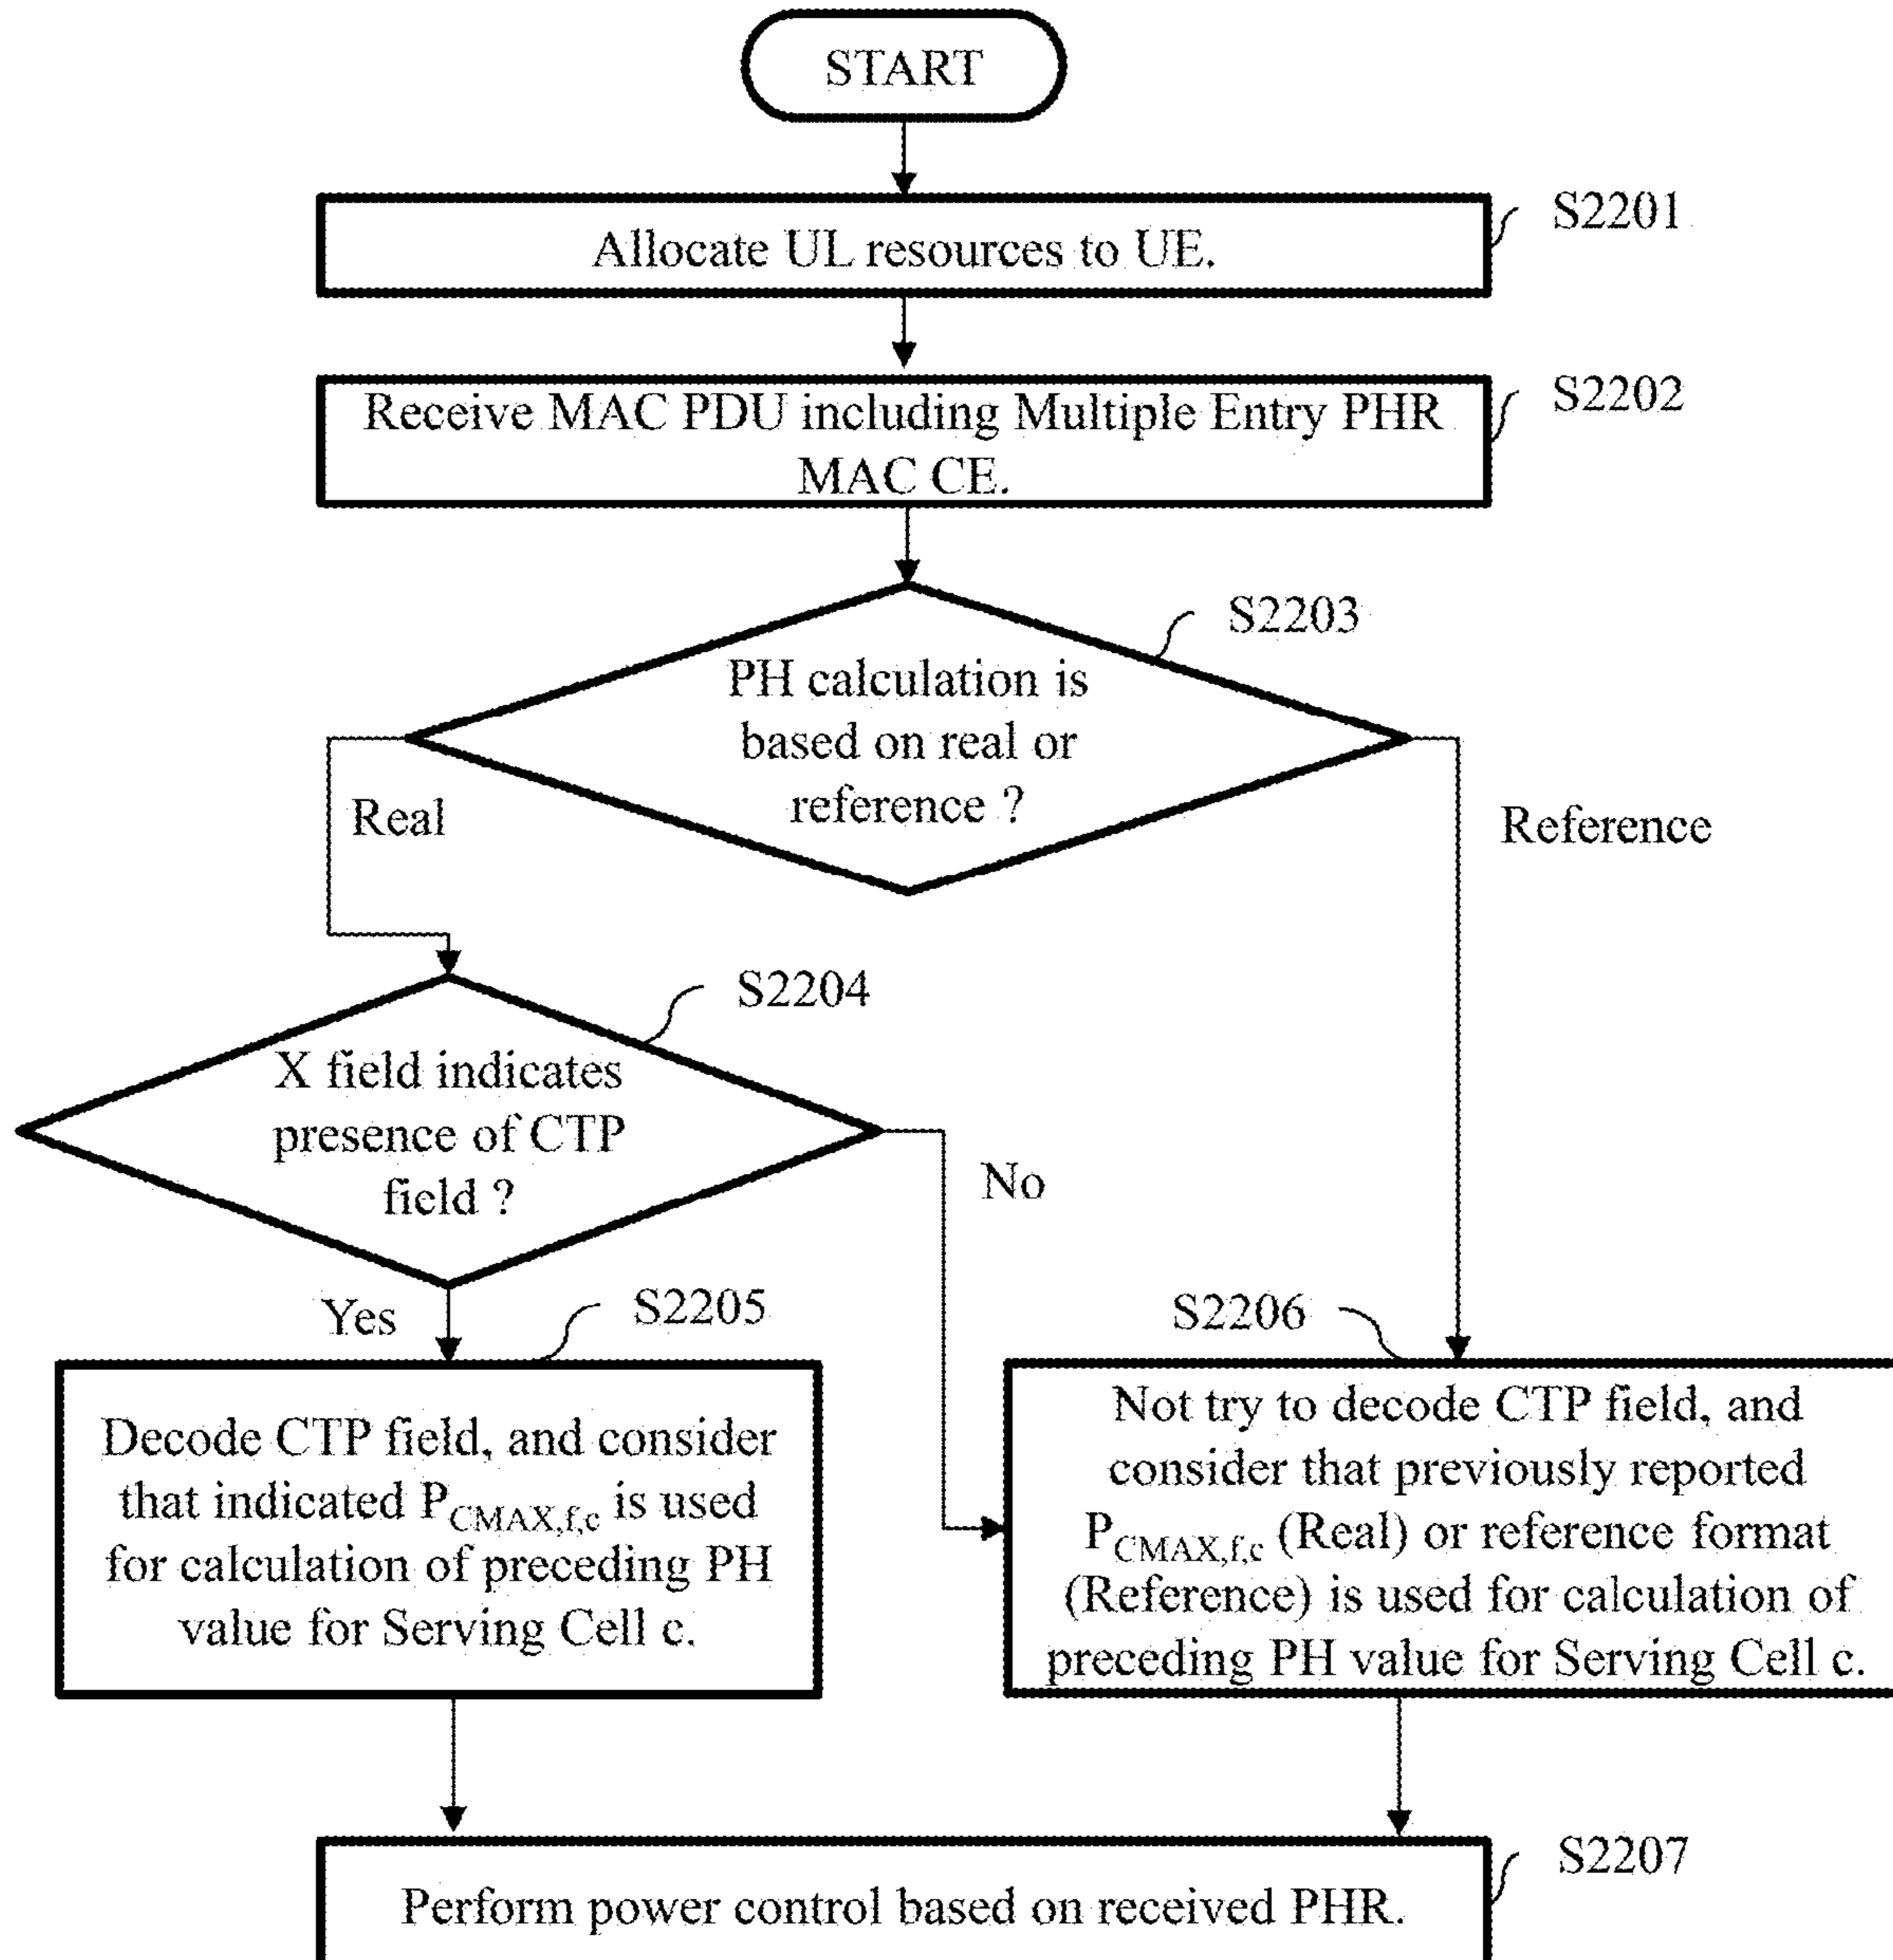 START
S2201
Allocate UL resources to UE.
S2202
Receive MAC PDU including Multiple Entry PHR
MAC CE.
S2203
PH calculation is
based on real or
reference ?
Real
Reference
S2204
X field indicates
presence of CTP
field ?
No
Yes
S2205
S2206
Decode CTP field, and consider
that indicated P_CMAX,f,c is used
for calculation of preceding PH
value for Serving Cell c.
Not try to decode CTP field, and
consider that previously reported
P_CMAX,f,c (Real) or reference format
(Reference) is used for calculation of
preceding PH value for Serving Cell c.
S2207
Perform power control based on received PHR.